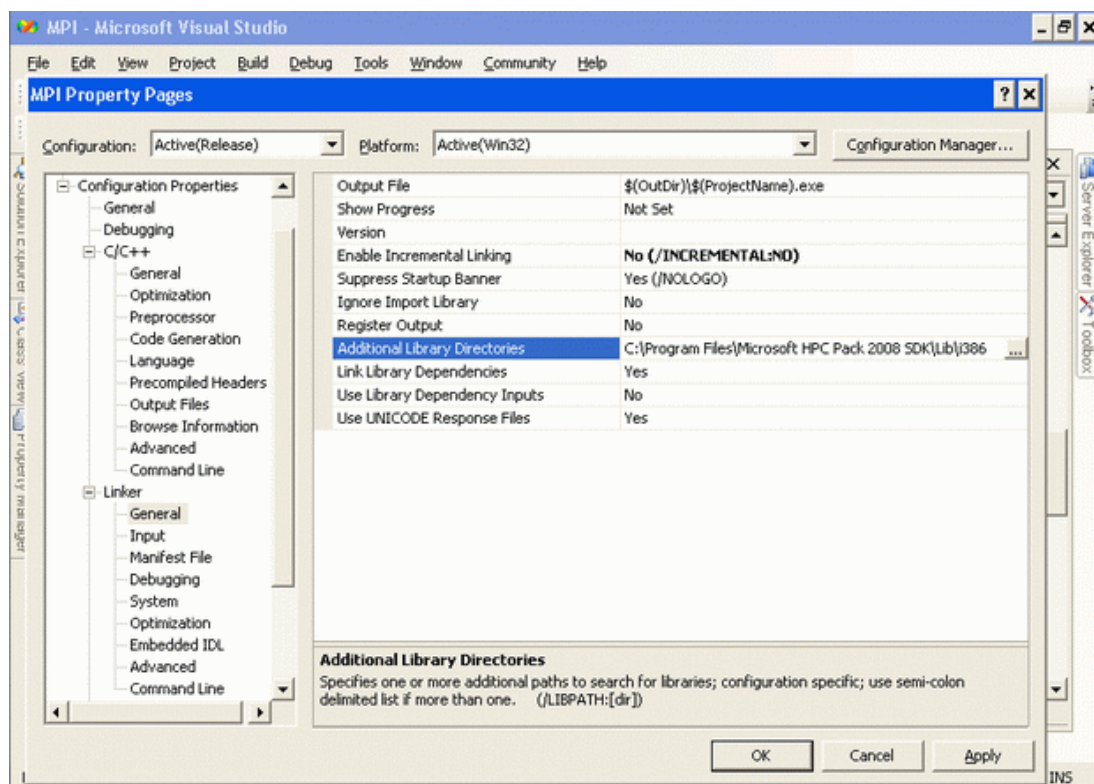 MPI - Microsoft Visual Studio
File Edit View Project Build Debug Tools Window Community Help
MPI Property Pages
Configuration: Active(Release) Platform: Active(Win32) Configuration Manager...
Configuration Properties
General
Debugging
C/C++
General
Optimization
Preprocessor
Code Generation
Language
Precompiled Headers
Output Files
Browse Information
Advanced
Command Line
Linker
General
Input
Manifest File
Debugging
System
Optimization
Embedded IDL
Advanced
Command Line
Output File $(OutDir)\$(ProjectName).exe
Show Progress Not Set
Version
Enable Incremental Linking No (/INCREMENTAL:NO)
Suppress Startup Banner Yes (/NOLOGO)
Ignore Import Library No
Register Output No
Additional Library Directories C:\Program Files\Microsoft HPC Pack 2008 SDK\Lib\i386 ...
Link Library Dependencies Yes
Use Library Dependency Inputs No
Use UNICODE Response Files Yes
Additional Library Directories
Specifies one or more additional paths to search for libraries; configuration specific; use semi-colon
delimited list if more than one. (/LIBPATH:[dir])
OK Cancel Apply
Server Explorer
Toolbox
INS